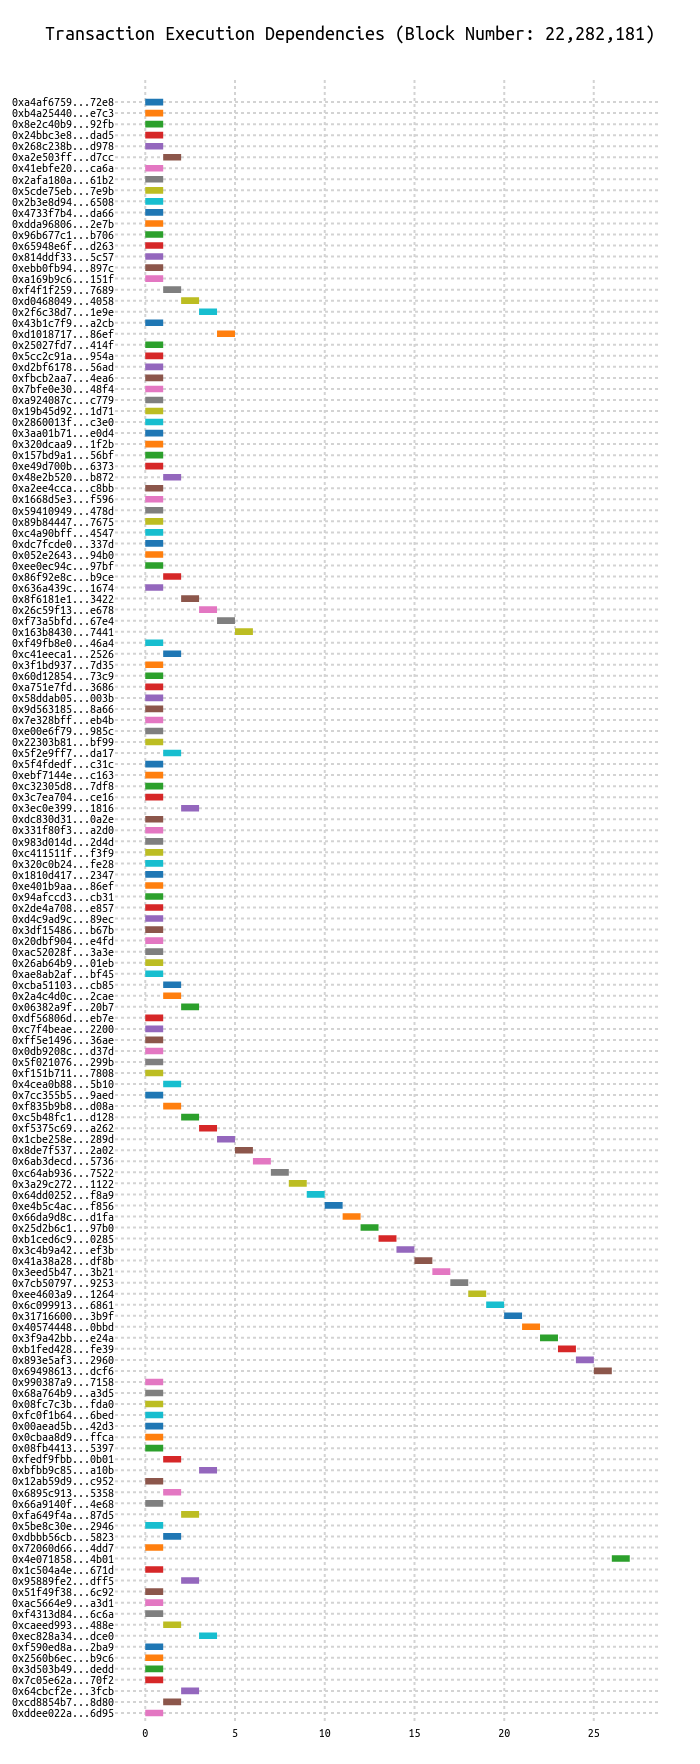 Transaction Execution Dependencies (Block Number: 22,282,181)
0xa4af6759...72e8
0xb4a25440...e7c3
0x8e2c40b9...92fb
0x24bbc3e8...dad5
0x268c238b...d978
0xa2e503ff...d7cc
0x41ebfe20...ca6a
0x2afa180a...61b2
0x5cde75eb...7e9b
0x2b3e8d94...6508
0x4733f7b4...da66
0xdda96806...2e7b
0x96b677c1...b706
0x65948e6f...d263
0x814ddf33...5c57
0xebb0fb94...897c
0xa169b9c6...151f
0xf4f1f259...7689
0xd0468049...4058
0x2f6c38d7...1e9e
0x43b1c7f9...a2cb
0xd1018717...86ef
0x25027fd7...414f
0x5cc2c91a...954a
0xd2bf6178...56ad
0xfbcb2aa7...4ea6
0x7bfe0e30...48f4
0xa924087c...c779
0x19b45d92...1d71
0x2860013f...c3e0
0x3aa01b71...e0d4
0x320dcaa9...1f2b
0x157bd9a1...56bf
0xe49d700b...6373
0x48e2b520...b872
0xa2ee4cca...c8bb
0x1668d5e3...f596
0x59410949...478d
0x89b84447...7675
0xc4a90bff...4547
0xdc7fcde0...337d
0x052e2643...94b0
0xee0ec94c...97bf
0x86f92e8c...b9ce
0x636a439c...1674
0x8f6181e1...3422
0x26c59f13...e678
0xf73a5bfd...67e4
0x163b8430...7441
0xf49fb8e0...46a4
0xc41eeca1...2526
0x3f1bd937...7d35
0x60d12854...73c9
0xa751e7fd...3686
0x58ddab05...003b
0x9d563185...8a66
0x7e328bff...eb4b
0xe00e6f79...985c
0x22303b81...bf99
0x5f2e9ff7...da17
0x5f4fdedf...c31c
0xebf7144e...c163
0xc32305d8...7df8
0x3c7ea704...ce16
0x3ec0e399...1816
0xdc830d31...0a2e
0x331f80f3...a2d0
0x983d014d...2d4d
0xc411511f...f3f9
0x320c0b24...fe28
0x1810d417...2347
0xe401b9aa...86ef
0x94afccd3...cb31
0x2de4a708...e857
0xd4c9ad9c...89ec
0x3df15486...b67b
0x20dbf904...e4fd
0xac52028f...3a3e
0x26ab64b9...01eb
0xae8ab2af...bf45
0xcba51103...cb85
0x2a4c4d0c...2cae
0x06382a9f...20b7
0xdf56806d...eb7e
0xc7f4beae...2200
0xff5e1496...36ae
0x0db9208c...d37d
0x5f021076...299b
0xf151b711...7808
0x4cea0b88...5b10
0x7cc355b5...9aed
0xf835b9b8...d08a
0xc5b48fc1...d128
0xf5375c69...a262
0x1cbe258e...289d
0x8de7f537...2a02
0x6ab3decd...5736
0xc64ab936...7522
0x3a29c272...1122
0x64dd0252...f8a9
0xe4b5c4ac...f856
0x66da9d8c...d1fa
0x25d2b6c1...97b0
0xb1ced6c9...0285
0x3c4b9a42...ef3b
0x41a38a28...df8b
0x3eed5b47...3b21
0x7cb50797...9253
0xee4603a9...1264
0x6c099913...6861
0x31716600...3b9f
0x40574448...0bbd
0x3f9a42bb...e24a
0xb1fed428...fe39
0x893e5af3...2960
0x69498613...dcf6
0x990387a9...7158
0x68a764b9...a3d5
0x08fc7c3b...fda0
0xfc0f1b64...6bed
0x00aead5b...42d3
0x0cbaa8d9...ffca
0x08fb4413...5397
0xfedf9fbb...0b01
0xbfbb9c85...a10b
0x12ab59d9...c952
0x6895c913...5358
0x66a9140f...4e68
0xfa649f4a...87d5
0x5be8c30e...2946
0xdbbb56cb...5823
0x72060d66...4dd7
0x4e071858...4b01
0x1c504a4e...671d
0x95889fe2...dff5
0x51f49f38...6c92
0xac5664e9...a3d1
0xf4313d84...6c6a
0xcaeed993...488e
0xec828a34...dce0
0xf590ed8a...2ba9
0x2560b6ec...b9c6
0x3d503b49...dedd
0x7c05e62a...70f2
0x64cbcf2e...3fcb
0xcd8854b7...8d80
0xddee022a...6d95
0 5 10 15 20 25